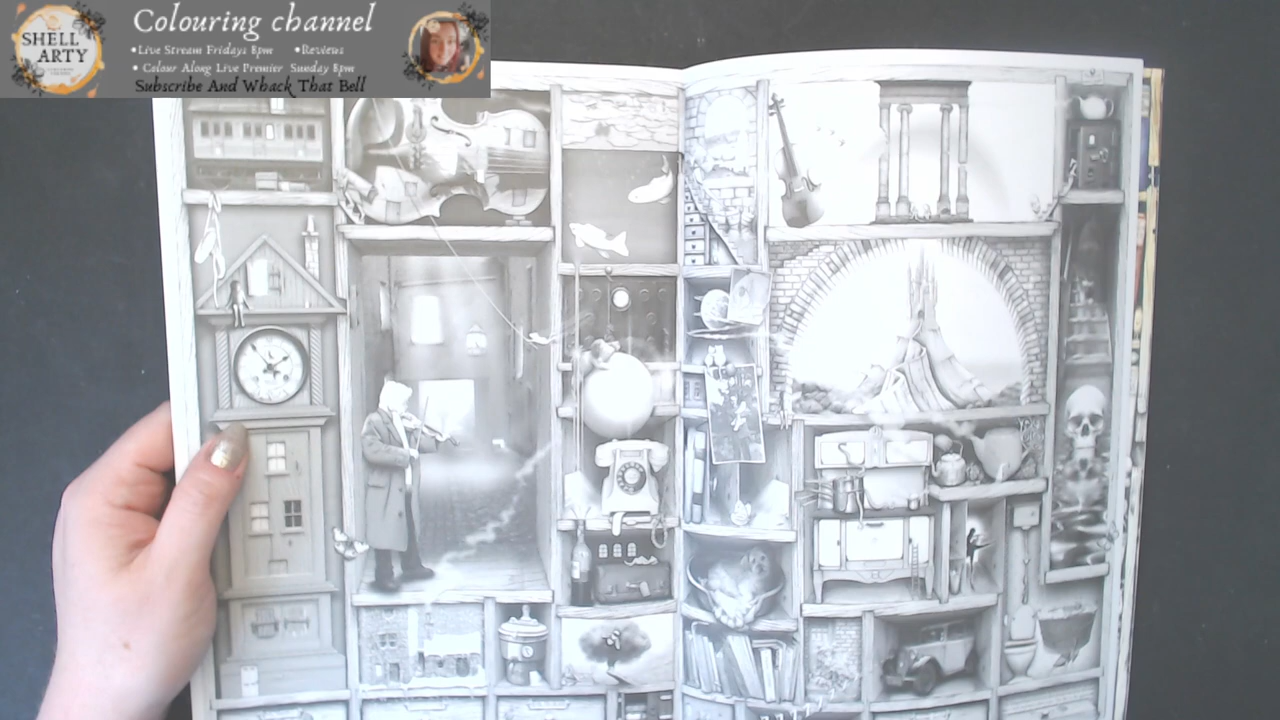 SHELL
ARTY
Colouring channel
•Live Stream Fridays 8pm •Reviews
• Colour Along Live Premier Sunday 8pm
Subscribe And Whack That Bell